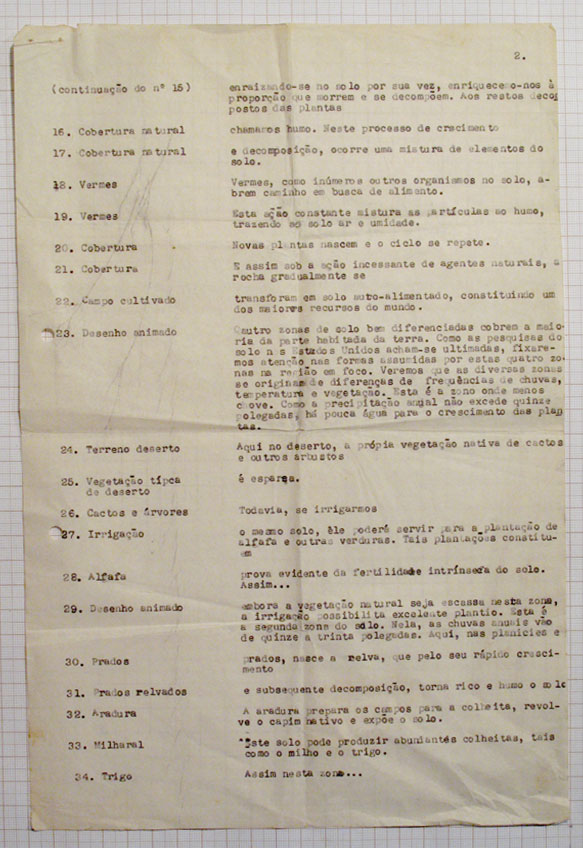 2.
(continuação do nº 15) enraizando-se no solo por sua vez, enriquecemo-nos à
proporção que morrem e se decompõem. Aos restos decom
postos das plantas
16. Cobertura natural chamamos humo. Neste processo de crscimento
17. Cobertura natural e decomposição, ocorre uma mistura de elementos do
solo.
18. Vermes Vermes, como inúmeros outros organismos no solo, a-
brem caminho em busca de alimento.
19. Vermes Esta ação constante mistura as partículas ao humo,
trazendo ao solo ar e umidade.
20. Cobertura Novas plantas nascem e o ciclo se repete.
21. Cobertura E assim sob a ação incessante de agentes naturais, a
rocha gradualmente se
22. Campo cultivado transforam em solo auto-alimentado, constituindo um
dos maiores recursos do mundo.
23. Desenho animado Quatro zonas de solo bem diferenciadas cobrem a maio-
ria da parte habitada da terra. Como as pesquisas do
solo n s Estados Unidos acham-se ultimadas, fixare-
mos atenção nas formas assumidas por estas quatro zo-
nas na região em foco. Veremos que as diversas zonas
se originam de diferenças de frequências de chuvas,
temperatura e vegetação. Esta é a zono onde menos
chove. Como a precipitação anual não excede quinze
polegadas, há pouca água para o crescimento das plan
tas.
24. Terreno deserto Aqui no deserto, a própia vegetação nativa de cactos
e outros arbustos
25. Vegetação típca é esparsa.
de deserto
26. Cactos e árvores Todavia, se irrigarmos
27. Irrigação o mesmo solo, êle poderá servir para a plantação de
alfafa e outras verduras. Tais plantações constitu-
em
28. Alfafa prova evidente da fertilidade intrínseca do solo.
Assim...
29. Desenho animado embora a vegetação natural seja escassa nesta zona,
a irrigação possibilita excelente plantio. Esta é
a segunda zona do solo. Nela, as chuvas anuais vão
de quinze a trinta polegadas. Aqui, nas planícies e
30. Prados prados, nasce a relva, que pelo seu rápido cresci-
mento
31. Prados relvados e subsequente decomposição, torna rico e humo o solo
32. Aradura A aradura prepara os campos para a colheita, revol-
ve o capim nativo e expõe o solo.
33. Milharal Este solo pode produzir abundantes colheitas, tais
como o milho e o trigo.
34. Trigo Assim nesta zona...